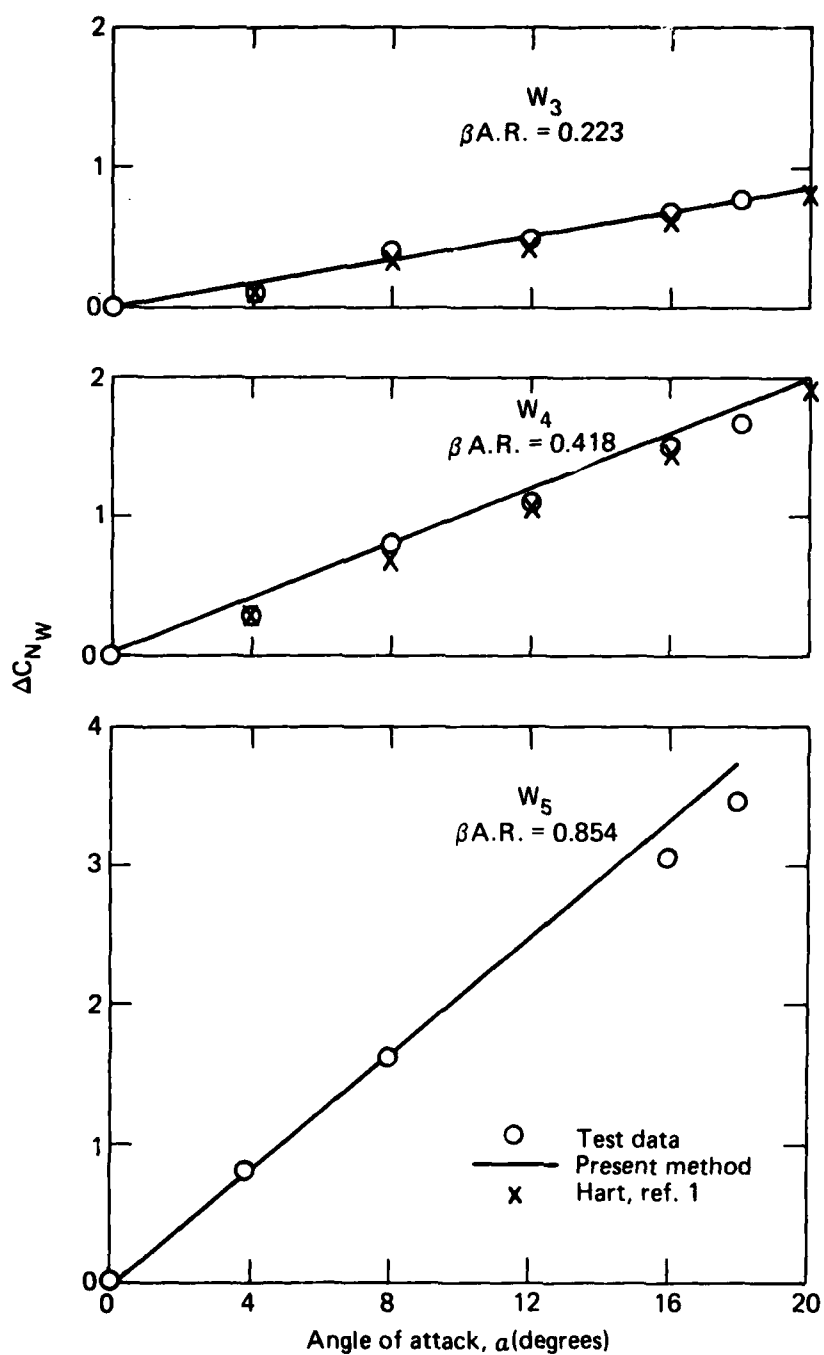 2
W3
βA.R. = 0.223
1
0
2
W4
βA.R. = 0.418
1
0
ΔCNW
4
W5
βA.R. = 0.854
3
2
1
Test data
Present method
Hart, ref. 1
0
0 4 8 12 16 20
Angle of attack, α(degrees)